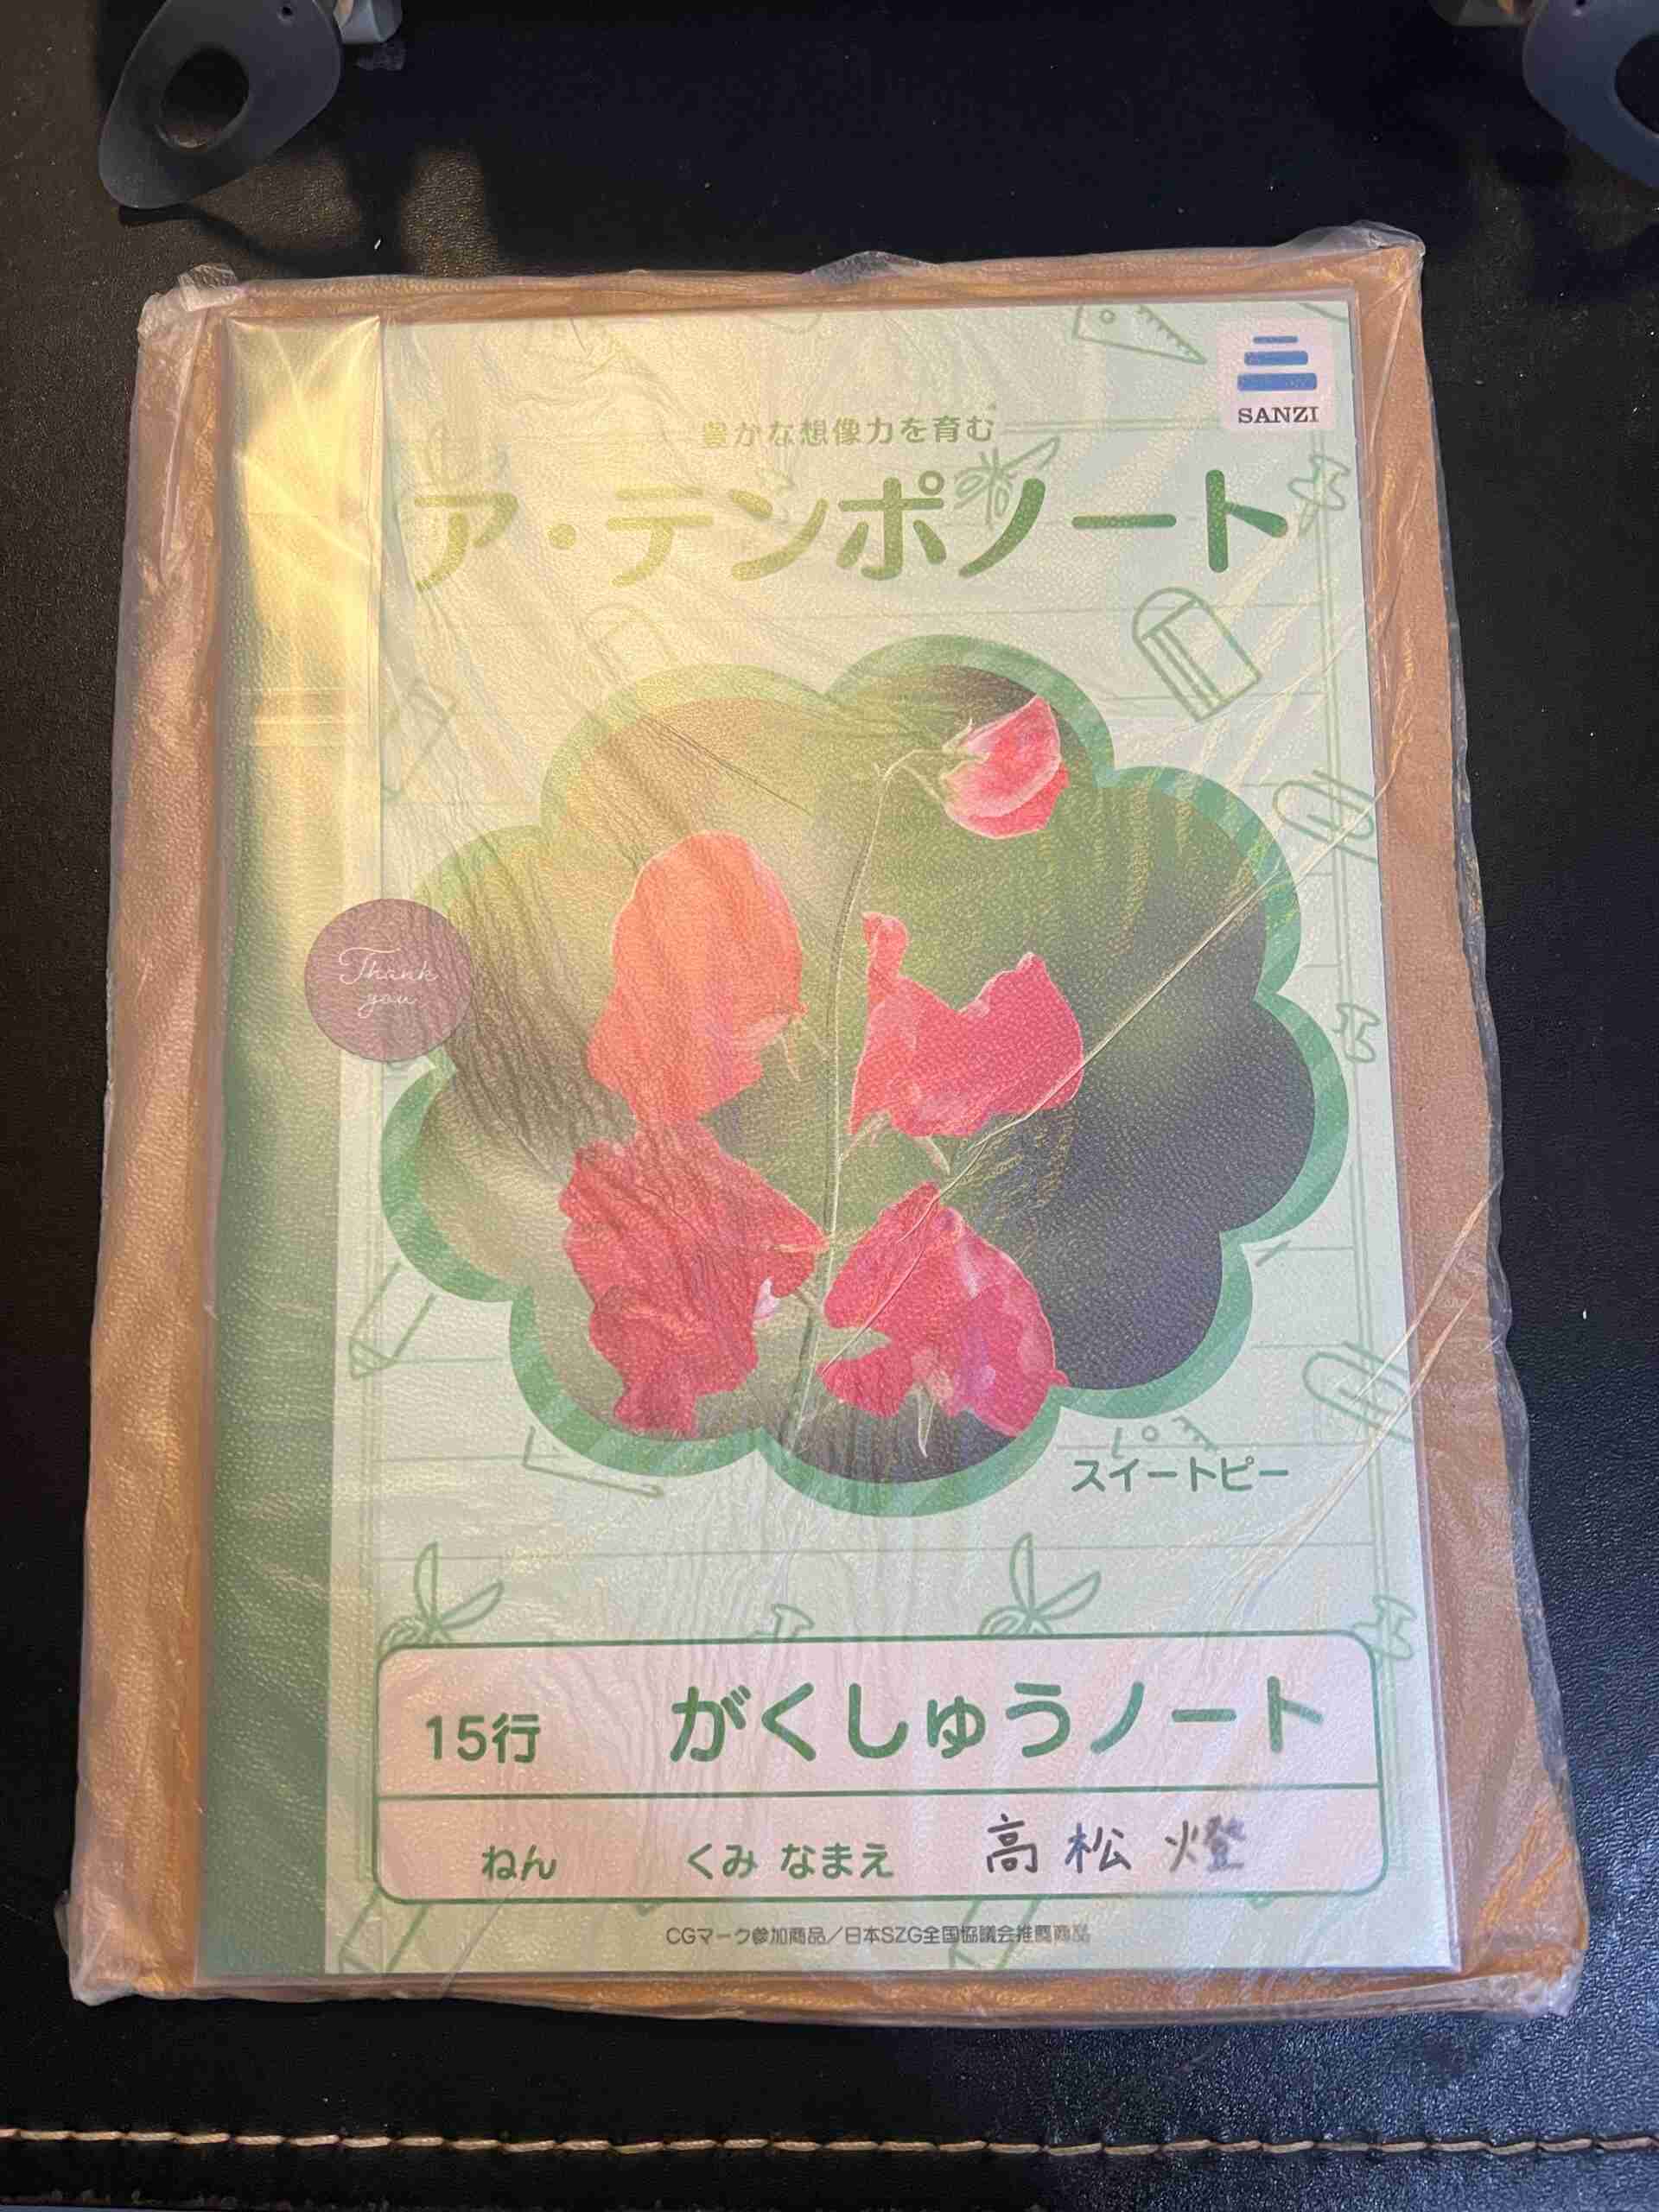 SANZI
豊かな想像力を育む
ア・テンポノート
Thank
you
スイートピー
15行 がくしゅうノート
ねん くみ なまえ 高松 燈
CGマーク参加商品／日本SZG全国協議会推薦商品